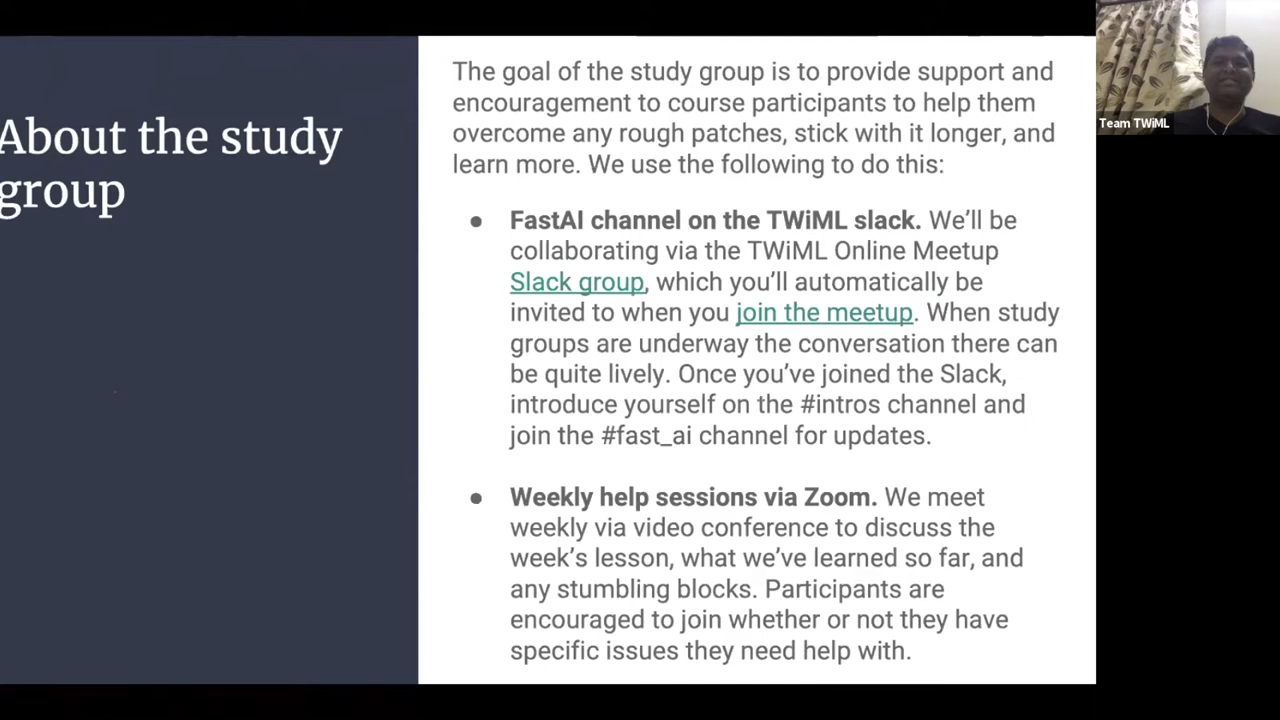 About the study
group
The goal of the study group is to provide support and
encouragement to course participants to help them
overcome any rough patches, stick with it longer, and
learn more. We use the following to do this:
● FastAI channel on the TWiML slack. We’ll be
collaborating via the TWiML Online Meetup
Slack group, which you’ll automatically be
invited to when you join the meetup. When study
groups are underway the conversation there can
be quite lively. Once you’ve joined the Slack,
introduce yourself on the #intros channel and
join the #fast_ai channel for updates.
● Weekly help sessions via Zoom. We meet
weekly via video conference to discuss the
week’s lesson, what we’ve learned so far, and
any stumbling blocks. Participants are
encouraged to join whether or not they have
specific issues they need help with.
Team TWiML